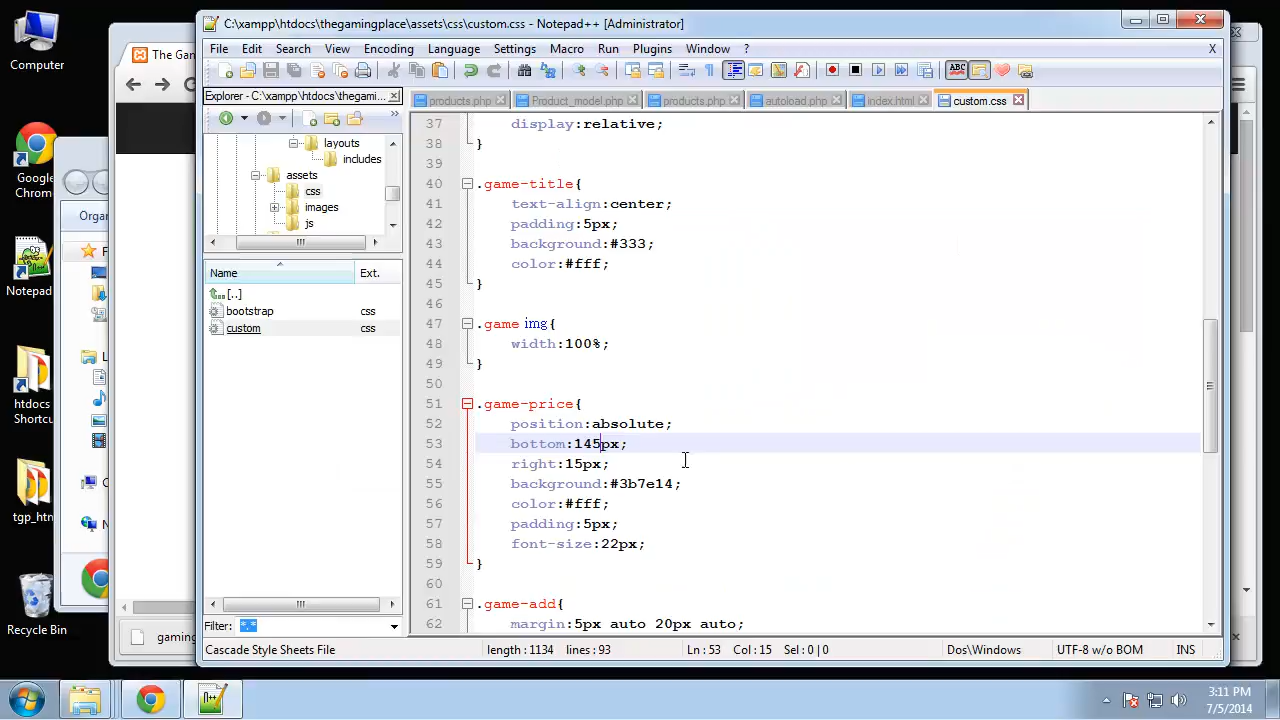 C:\xampp\htdocs\thegamingplace\assets\css\custom.css - Notepad++ [Administrator]
File Edit Search View Encoding Language Settings Macro Run Plugins Window ? X
Explorer - C:\xampp\htdocs\thegami...
products.php Product_model.php products.php autoload.php index.html custom.css
layouts
includes
assets
css
images
js
Name Ext.
[..]
bootstrap css
custom css
Filter: *.*
37 display:relative;
38 }
39
40 .game-title{
41 text-align:center;
42 padding:5px;
43 background:#333;
44 color:#fff;
45 }
46
47 .game img{
48 width:100%;
49 }
50
51 .game-price{
52 position:absolute;
53 bottom:145px;
54 right:15px;
55 background:#3b7e14;
56 color:#fff;
57 padding:5px;
58 font-size:22px;
59 }
60
61 .game-add{
62 margin:5px auto 20px auto;
Cascade Style Sheets File length : 1134 lines : 93 Ln : 53 Col : 15 Sel : 0 | 0 Dos\Windows UTF-8 w/o BOM INS
Computer
Google
Chrom
Notepad
htdocs
Shortcu
tgp_htn
Recycle Bin
The Gan
Organ
F
L
C
N
gaming
3:11 PM
7/5/2014